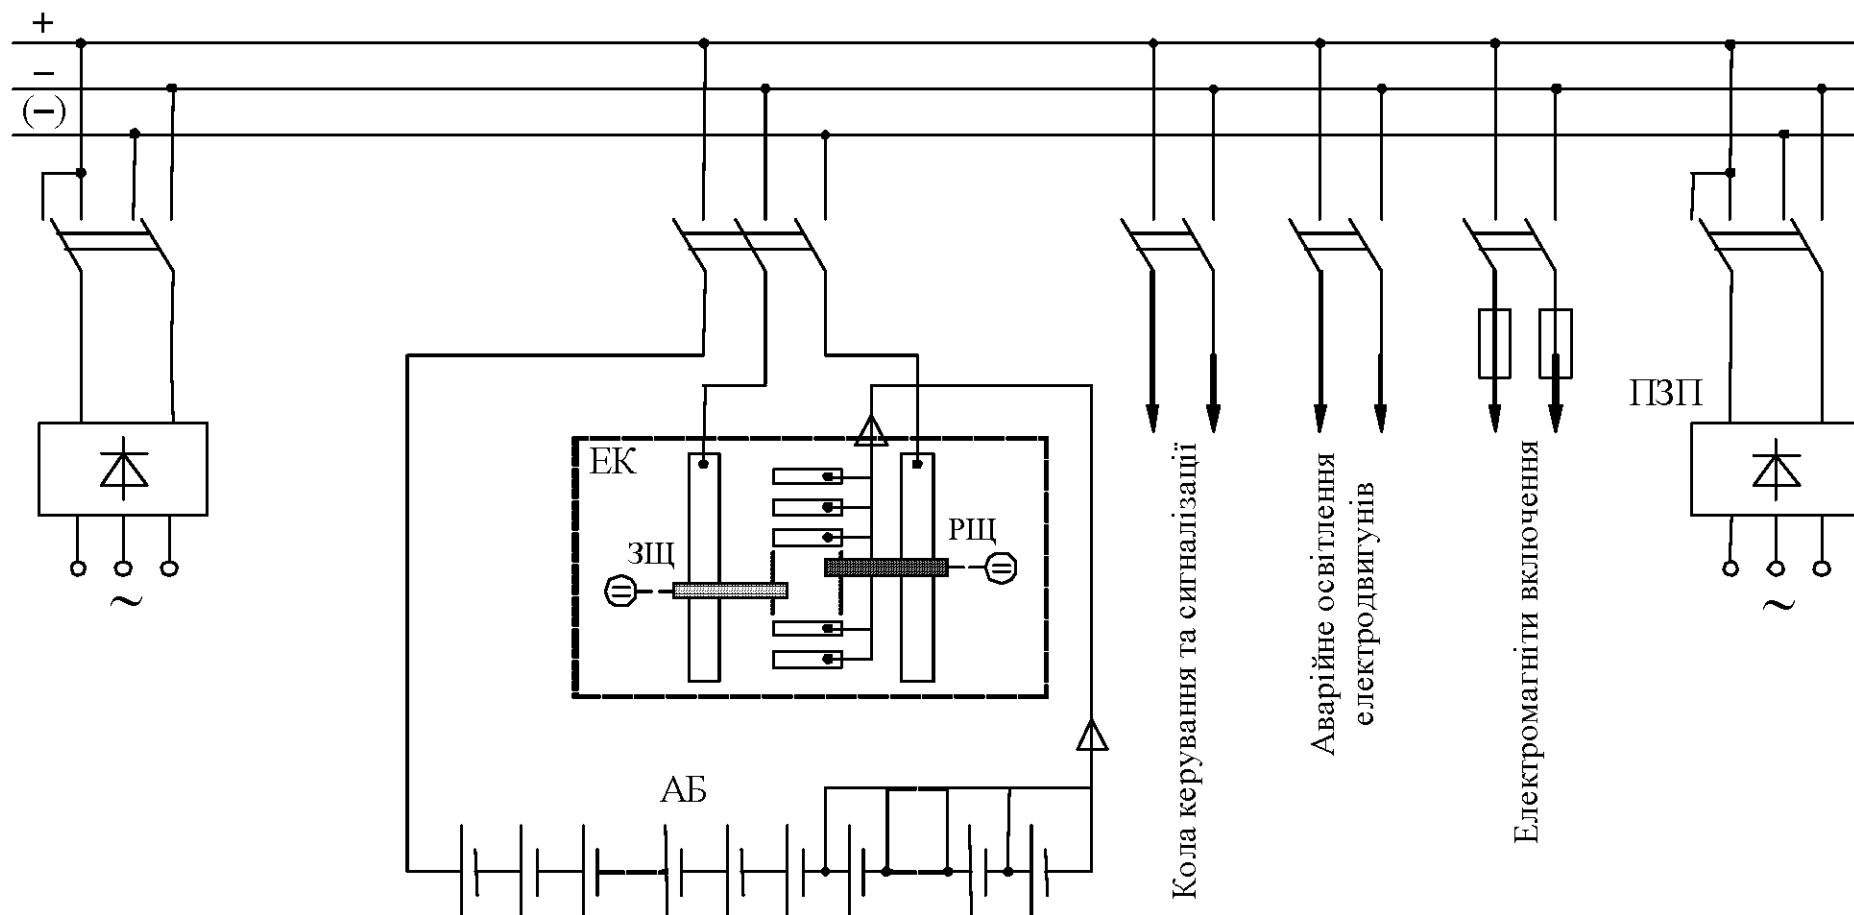 +
−
(−)
ПЗП
ЕК
ЗЩ
РЩ
АБ
~
~
Кола керування та сигналізації
Аварійне освітлення
електродвигунів
Електромагніти включення